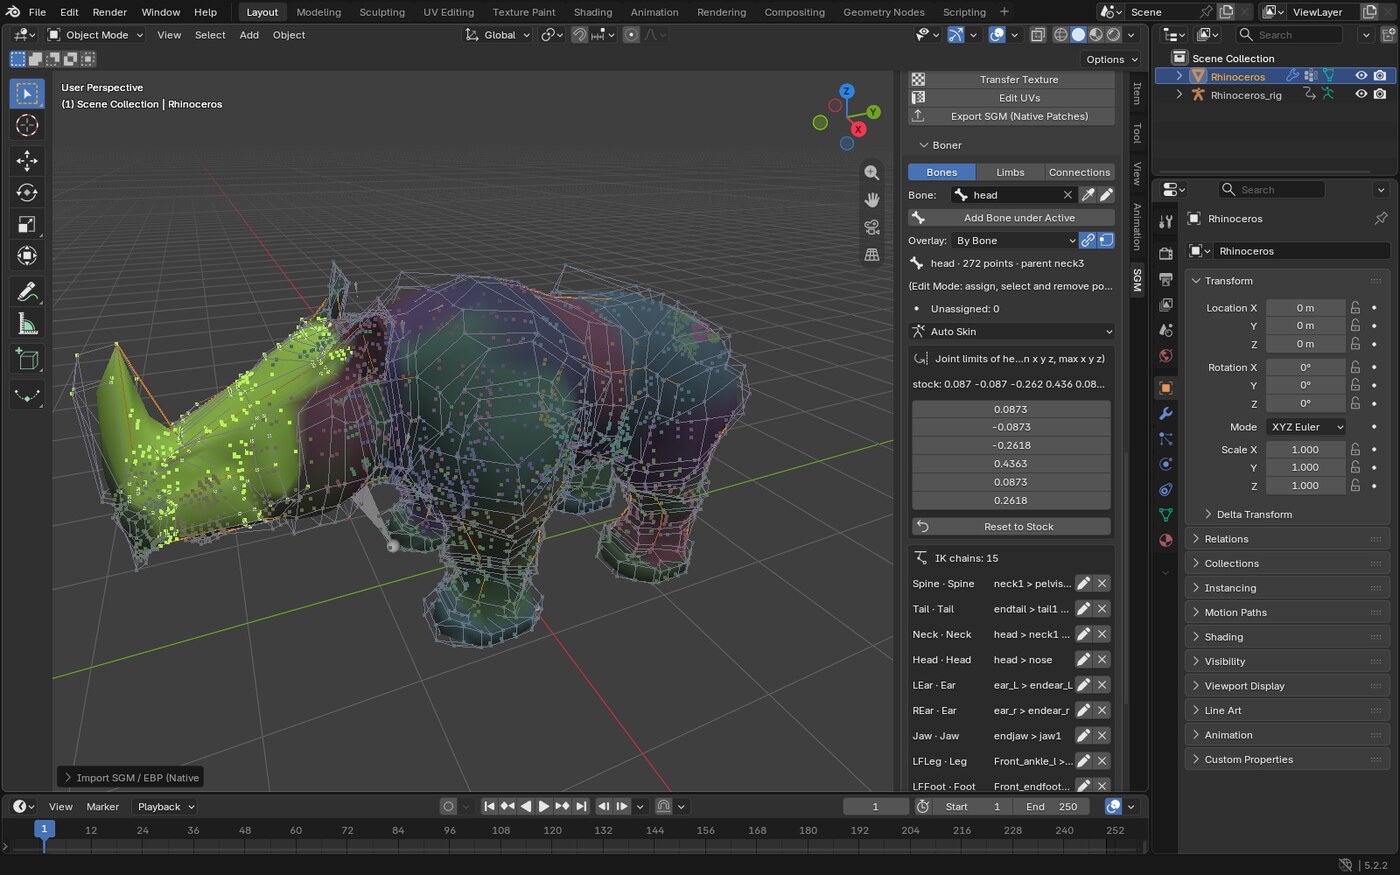 File Edit Render Window Help Layout Modeling Sculpting UV Editing Texture Paint Shading Animation Rendering Compositing Geometry Nodes Scripting + Scene ViewLayer
Object Mode View Select Add Object Global Search
Options
User Perspective
(1) Scene Collection | Rhinoceros
Z
Y
X
Transfer Texture
Edit UVs
Export SGM (Native Patches)
Boner
Bones Limbs Connections
Bone: head
Add Bone under Active
Overlay: By Bone
head · 272 points · parent neck3
(Edit Mode: assign, select and remove po...
Unassigned: 0
Auto Skin
Joint limits of he...n x y z, max x y z)
stock: 0.087 -0.087 -0.262 0.436 0.08...
0.0873
-0.0873
-0.2618
0.4363
0.0873
0.2618
Reset to Stock
IK chains: 15
Spine · Spine neck1 > pelvis...
Tail · Tail endtail > tail1 ...
Neck · Neck head > neck1 ...
Head · Head head > nose
LEar · Ear ear_L > endear_L
REar · Ear ear_r > endear_r
Jaw · Jaw endjaw > jaw1
LFLeg · Leg Front_ankle_l >...
LFFoot · Foot Front_endfoot...
Item
Tool
View
Animation
SGM
Scene Collection
Rhinoceros
Rhinoceros_rig
Search
Rhinoceros
Rhinoceros
Transform
Location X 0 m
Y 0 m
Z 0 m
Rotation X 0°
Y 0°
Z 0°
Mode XYZ Euler
Scale X 1.000
Y 1.000
Z 1.000
Delta Transform
Relations
Collections
Instancing
Motion Paths
Shading
Visibility
Viewport Display
Line Art
Animation
Custom Properties
Import SGM / EBP (Native
View Marker Playback 1 Start 1 End 250
1 12 24 36 48 60 72 84 96 108 120 132 144 156 168 180 192 204 216 228 240 252
5.2.2